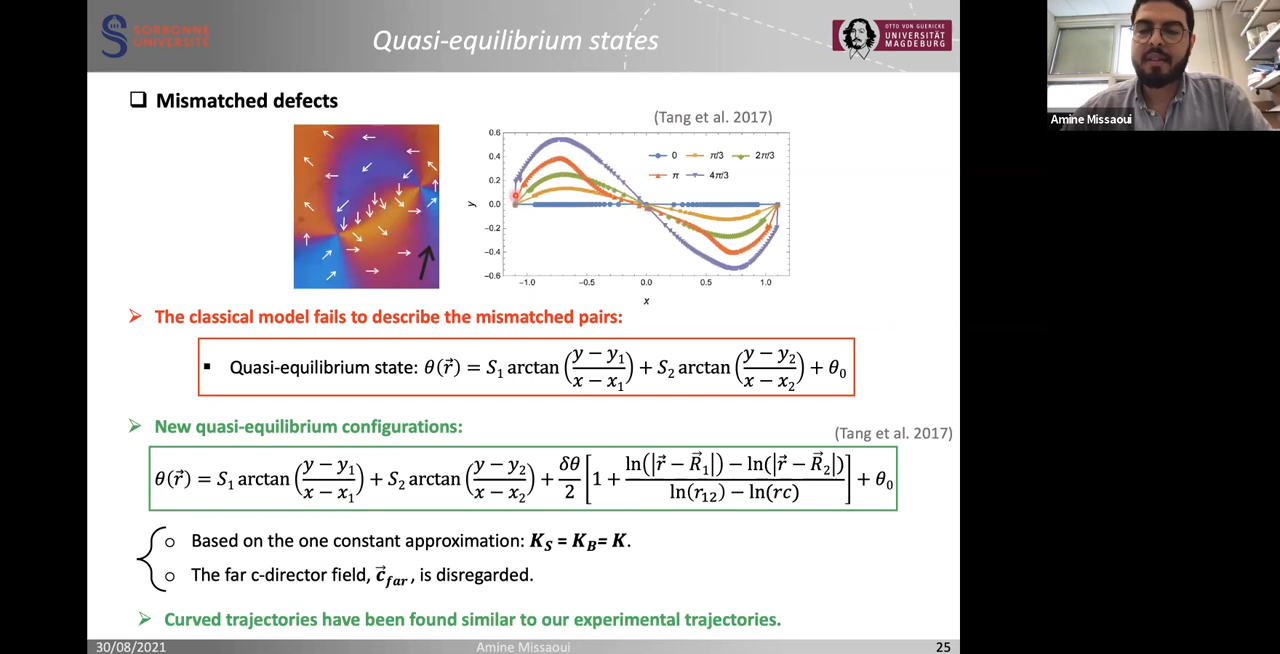 SORBONNE
UNIVERSITÉ
Quasi-equilibrium states
OTTO VON GUERICKE
UNIVERSITÄT
MAGDEBURG
Amine Missaoui
❑ Mismatched defects
(Tang et al. 2017)
0.6
0.4
0.2
0.0
−0.2
−0.4
−0.6
y
0 π/3 2π/3
π 4π/3
−1.0 −0.5 0.0 0.5 1.0
x
➢ The classical model fails to describe the mismatched pairs:
▪ Quasi-equilibrium state: θ(r⃗) = S₁ arctan((y − y₁)/(x − x₁)) + S₂ arctan((y − y₂)/(x − x₂)) + θ₀
➢ New quasi-equilibrium configurations:
(Tang et al. 2017)
θ(r⃗) = S₁ arctan((y − y₁)/(x − x₁)) + S₂ arctan((y − y₂)/(x − x₂)) + δθ/2 [1 + (ln(|r⃗ − R⃗₁|) − ln(|r⃗ − R⃗₂|))/(ln(r₁₂) − ln(rc))] + θ₀
o Based on the one constant approximation: K_S = K_B= K.
o The far c-director field, c⃗_far, is disregarded.
➢ Curved trajectories have been found similar to our experimental trajectories.
30/08/2021 Amine Missaoui 25